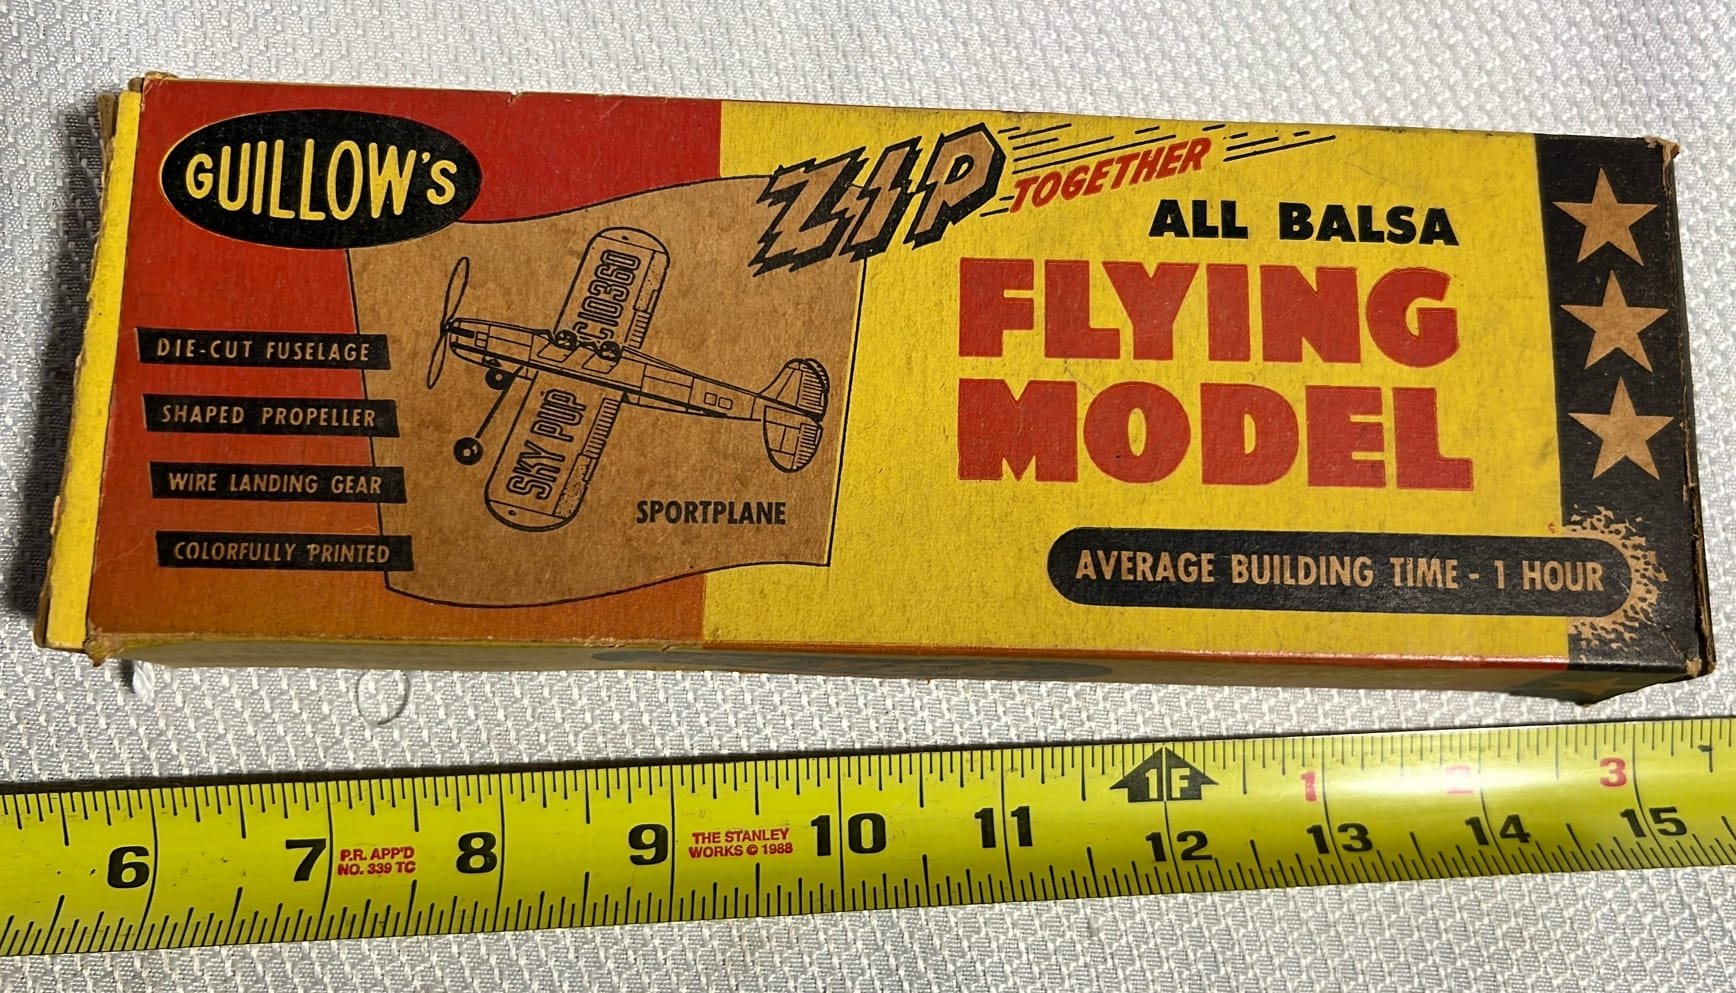 GUILLOW'S
ZIP
TOGETHER
ALL BALSA
FLYING
MODEL
AVERAGE BUILDING TIME - 1 HOUR
DIE-CUT FUSELAGE
SHAPED PROPELLER
WIRE LANDING GEAR
COLORFULLY PRINTED
C10360
SKY PUP
SPORTPLANE
1F 1 2 3
6 7 8 9 10 11 12 13 14 15
P.R. APP'D
NO. 339 TC
THE STANLEY
WORKS © 1988